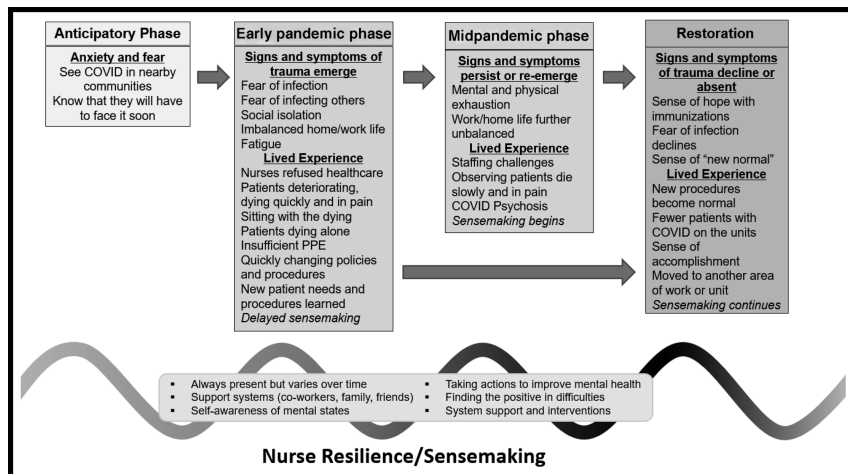 Anticipatory Phase
Anxiety and fear
See COVID in nearby
communities
Know that they will have
to face it soon
Early pandemic phase
Signs and symptoms of
trauma emerge
Fear of infection
Fear of infecting others
Social isolation
Imbalanced home/work life
Fatigue
Lived Experience
Nurses refused healthcare
Patients deteriorating,
dying quickly and in pain
Sitting with the dying
Patients dying alone
Insufficient PPE
Quickly changing policies
and procedures
New patient needs and
procedures learned
Delayed sensemaking
Midpandemic phase
Signs and symptoms
persist or re-emerge
Mental and physical
exhaustion
Work/home life further
unbalanced
Lived Experience
Staffing challenges
Observing patients die
slowly and in pain
COVID Psychosis
Sensemaking begins
Restoration
Signs and symptoms
of trauma decline or
absent
Sense of hope with
immunizations
Fear of infection
declines
Sense of “new normal”
Lived Experience
New procedures
become normal
Fewer patients with
COVID on the units
Sense of
accomplishment
Moved to another area
of work or unit
Sensemaking continues
▪ Always present but varies over time
▪ Support systems (co-workers, family, friends)
▪ Self-awareness of mental states
▪ Taking actions to improve mental health
▪ Finding the positive in difficulties
▪ System support and interventions
Nurse Resilience/Sensemaking